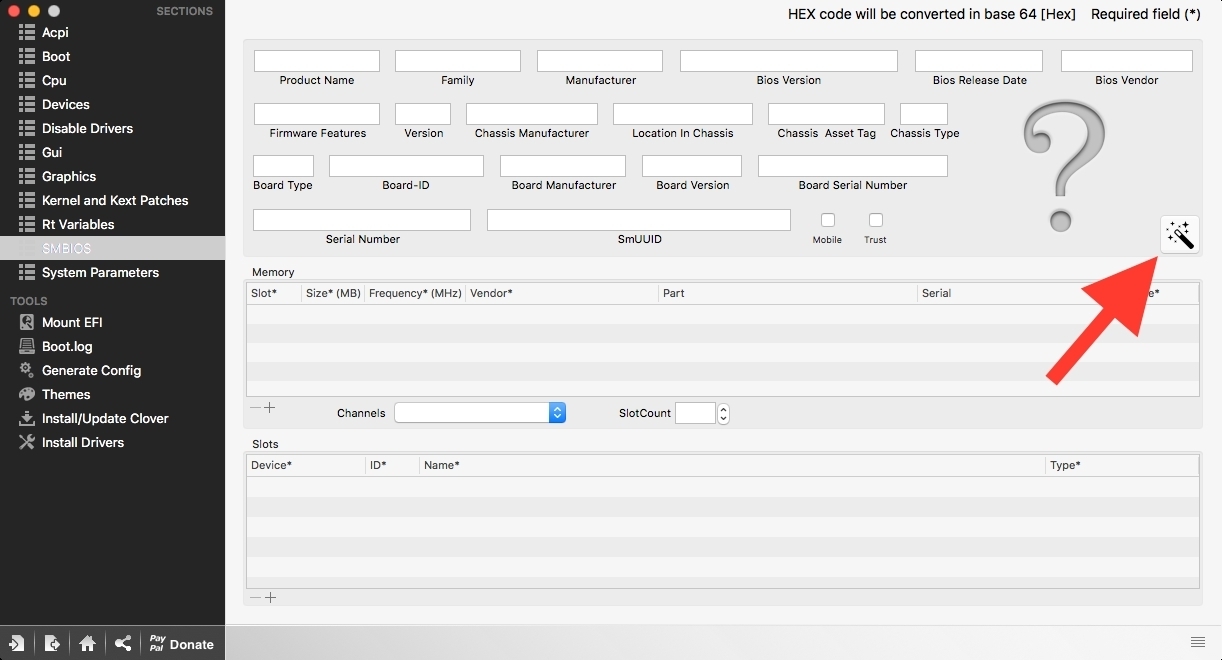 SECTIONS
Acpi
Boot
Cpu
Devices
Disable Drivers
Gui
Graphics
Kernel and Kext Patches
Rt Variables
SMBIOS
System Parameters
TOOLS
Mount EFI
Boot.log
Generate Config
Themes
Install/Update Clover
Install Drivers
Pay
Pal Donate
HEX code will be converted in base 64 [Hex] Required field (*)
Product Name Family Manufacturer Bios Version Bios Release Date Bios Vendor
Firmware Features Version Chassis Manufacturer Location In Chassis Chassis Asset Tag Chassis Type
Board Type Board-ID Board Manufacturer Board Version Board Serial Number
Serial Number SmUUID Mobile Trust
Memory
Slot* Size* (MB) Frequency* (MHz) Vendor* Part Serial
Channels SlotCount
Slots
Device* ID* Name* Type*